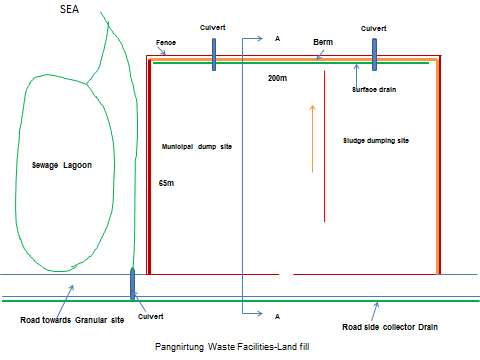 SEA
Culvert
Culvert
Fence
A
Berm
200m
Surface drain
Municipal dump site
Sludge dumping site
Sewage Lagoon
65m
Culvert
A
Road towards Granular site
Road side collector Drain
Pangnirtung Waste Facilities-Land fill